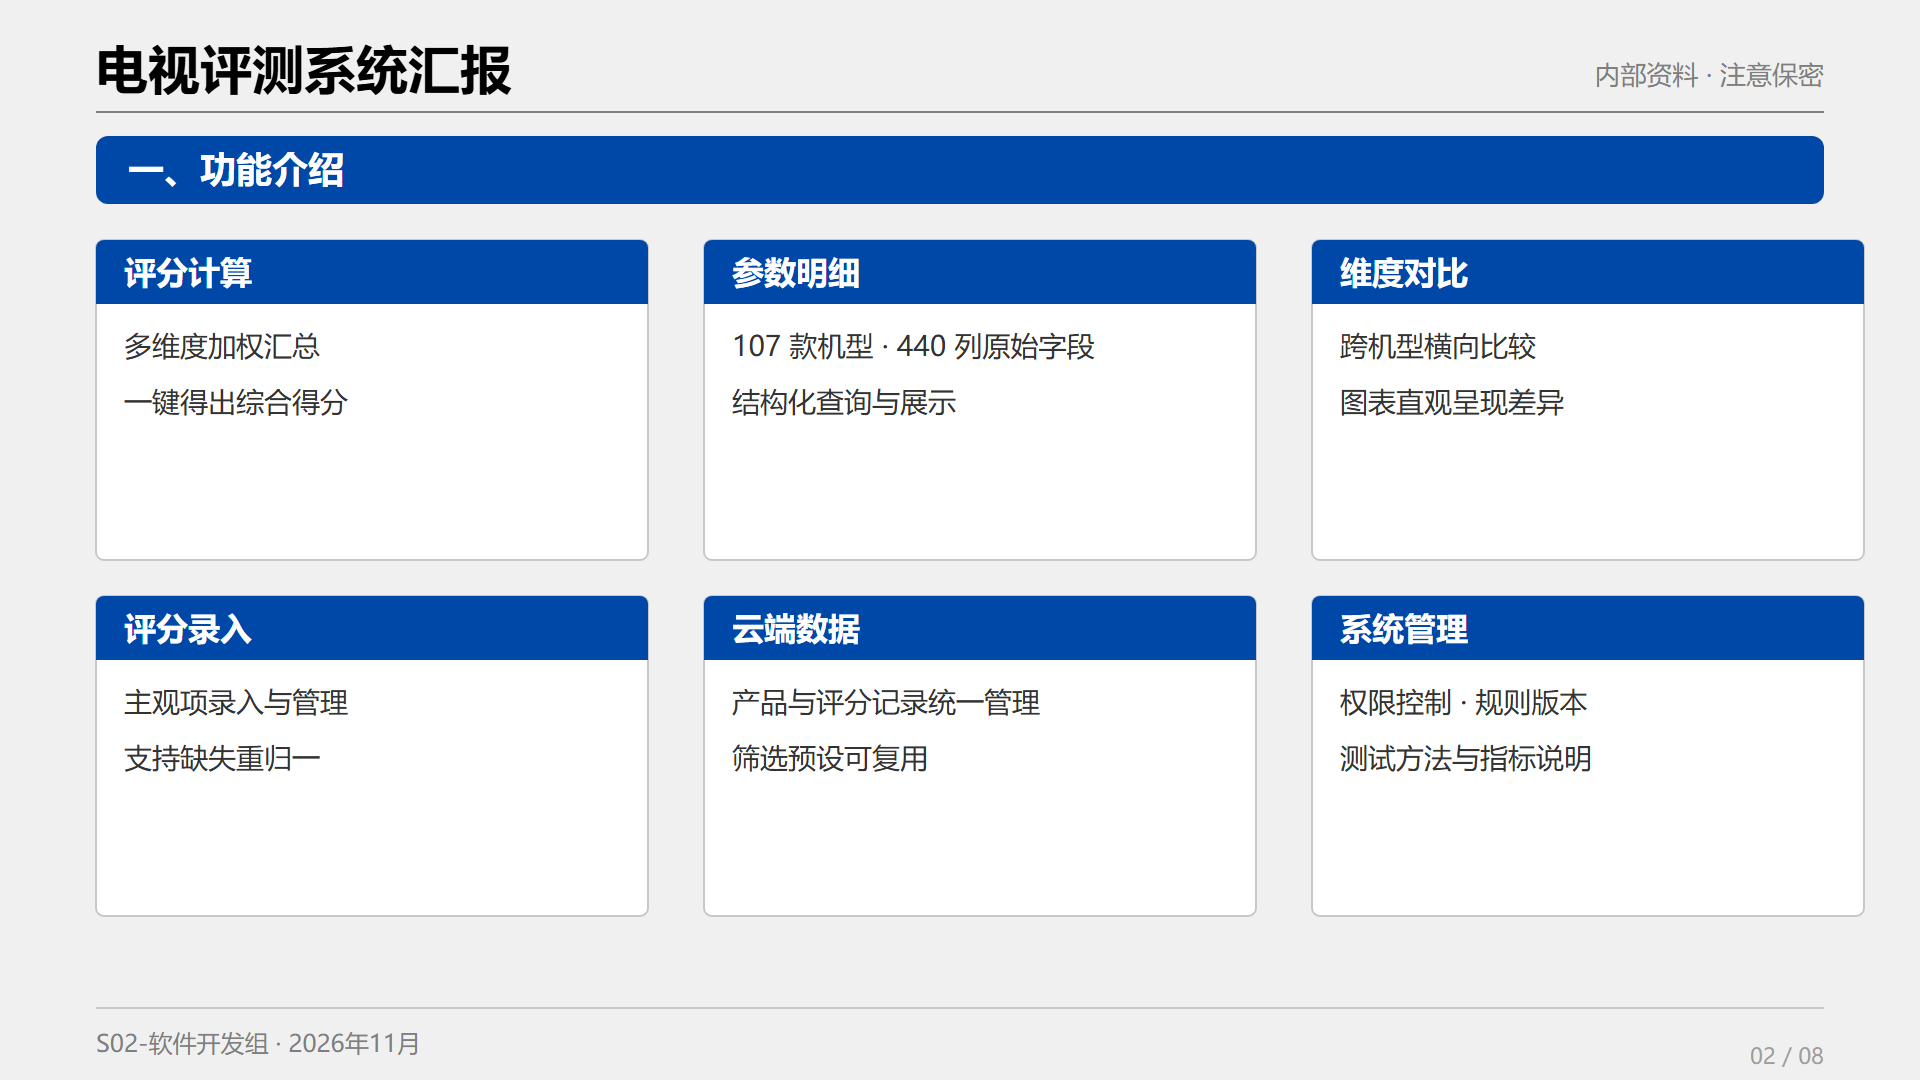 电视评测系统汇报
内部资料 · 注意保密
一、功能介绍
评分计算
多维度加权汇总
一键得出综合得分
参数明细
107 款机型 · 440 列原始字段
结构化查询与展示
维度对比
跨机型横向比较
图表直观呈现差异
评分录入
主观项录入与管理
支持缺失重归一
云端数据
产品与评分记录统一管理
筛选预设可复用
系统管理
权限控制 · 规则版本
测试方法与指标说明
S02-软件开发组 · 2026年11月
02 / 08